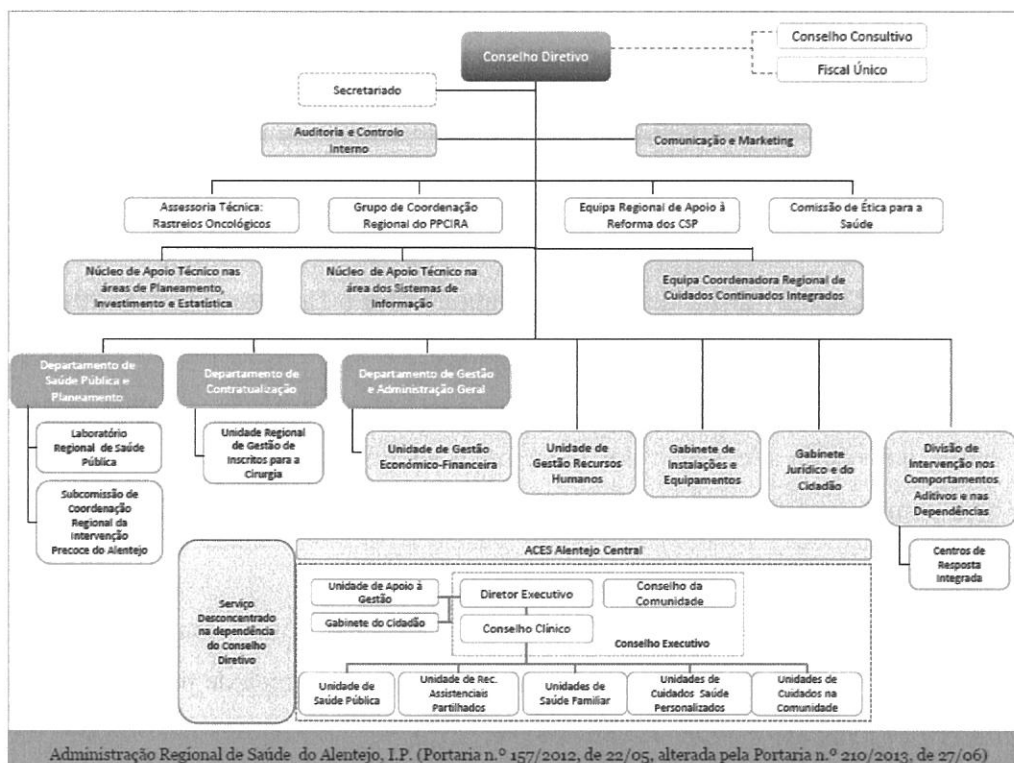 Conselho Diretivo
Conselho Consultivo
Fiscal Único
Secretariado
Auditoria e Controlo
Interno
Comunicação e Marketing
Assessoria Técnica:
Rastreios Oncológicos
Grupo de Coordenação
Regional do PPCIRA
Equipa Regional de Apoio à
Reforma dos CSP
Comissão de Ética para a
Saúde
Núcleo de Apoio Técnico nas
áreas de Planeamento,
Investimento e Estatística
Núcleo de Apoio Técnico na
área dos Sistemas de
Informação
Equipa Coordenadora Regional de
Cuidados Continuados Integrados
Departamento de
Saúde Pública e
Planeamento
Departamento de
Contratualização
Departamento de Gestão
e Administração Geral
Laboratório
Regional de Saúde
Pública
Subcomissão de
Coordenação
Regional da
Intervenção
Precoce do Alentejo
Unidade Regional
de Gestão de
Inscritos para a
Cirurgia
Unidade de Gestão
Económico-Financeira
Unidade de
Gestão Recursos
Humanos
Gabinete de
Instalações e
Equipamentos
Gabinete
Jurídico e do
Cidadão
Divisão de
Intervenção nos
Comportamentos
Aditivos e nas
Dependências
Centros de
Resposta
Integrada
Serviço
Desconcentrado
na dependência
do Conselho
Diretivo
ACES Alentejo Central
Unidade de Apoio à
Gestão
Gabinete do Cidadão
Diretor Executivo
Conselho Clínico
Conselho da
Comunidade
Conselho Executivo
Unidade de
Saúde Pública
Unidade de Rec.
Assistenciais
Partilhados
Unidades de
Saúde Familiar
Unidades de
Cuidados Saúde
Personalizados
Unidades de
Cuidados na
Comunidade
Administração Regional de Saúde do Alentejo, I.P. (Portaria n.º 157/2012, de 22/05, alterada pela Portaria n.º 210/2013, de 27/06)